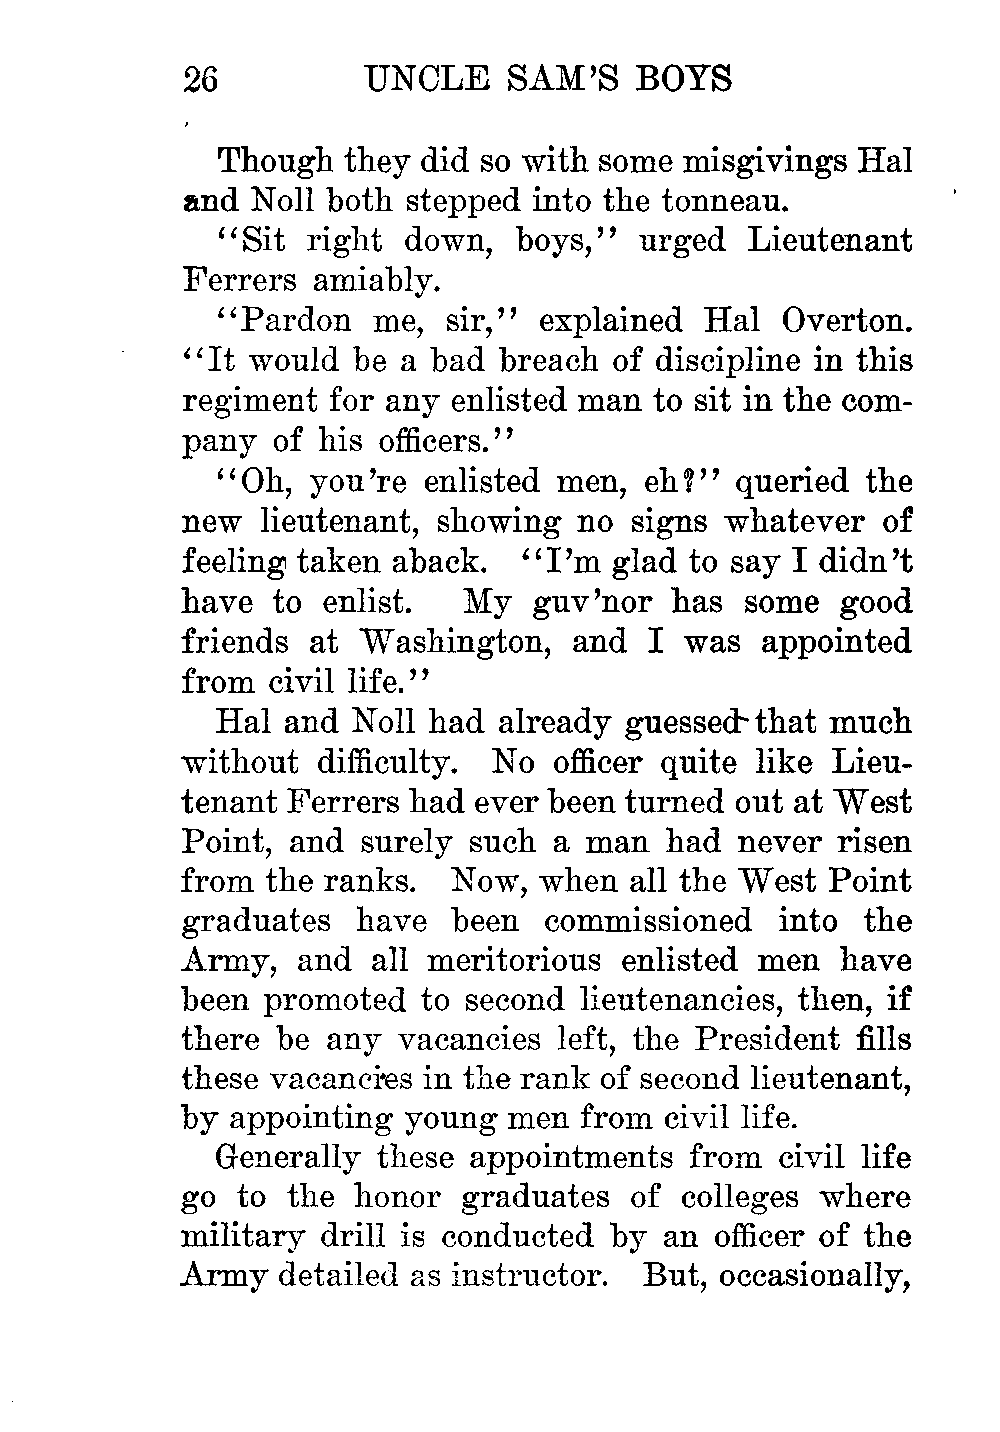 26 UNCLE SAM'S BOYS
Though they did so with some misgivings Hal
and Noll both stepped into the tonneau.
"Sit right down, boys," urged Lieutenant
Ferrers amiably.
"Pardon me, sir," explained Hal Overton.
"It would be a bad breach of discipline in this
regiment for any enlisted man to sit in the com-
pany of his officers."
"Oh, you're enlisted men, eh?" queried the
new lieutenant, showing no signs whatever of
feeling taken aback. "I'm glad to say I didn't
have to enlist. My guv'nor has some good
friends at Washington, and I was appointed
from civil life."
Hal and Noll had already guessed that much
without difficulty. No officer quite like Lieu-
tenant Ferrers had ever been turned out at West
Point, and surely such a man had never risen
from the ranks. Now, when all the West Point
graduates have been commissioned into the
Army, and all meritorious enlisted men have
been promoted to second lieutenancies, then, if
there be any vacancies left, the President fills
these vacancies in the rank of second lieutenant,
by appointing young men from civil life.
Generally these appointments from civil life
go to the honor graduates of colleges where
military drill is conducted by an officer of the
Army detailed as instructor. But, occasionally,